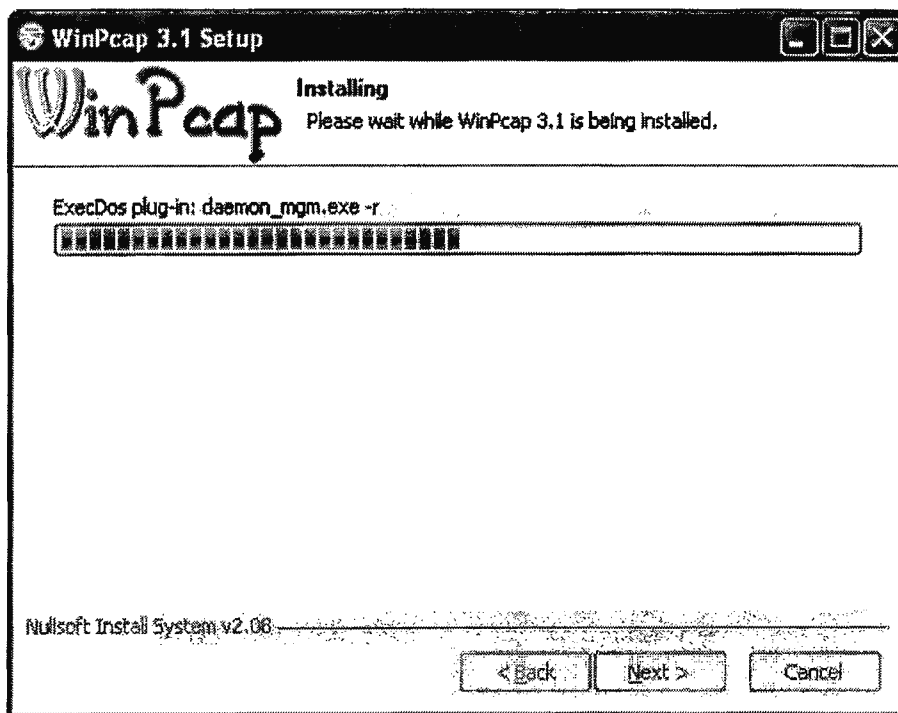 WinPcap 3.1 Setup
WinPcap
Installing
Please wait while WinPcap 3.1 is being installed.
ExecDos plug-in: daemon_mgm.exe -r
Nullsoft Install System v2.06
< Back
Next >
Cancel